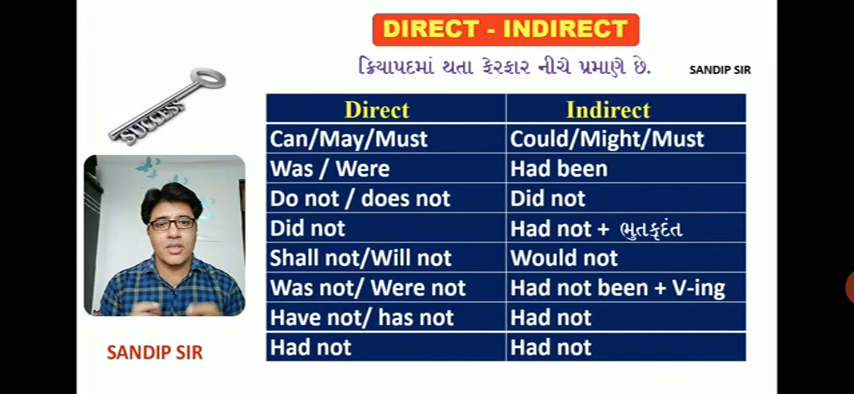 DIRECT - INDIRECT
ક્રિયાપદમાં થતા ફેરફાર નીચે પ્રમાણે છે.
SANDIP SIR
SUCCESS
Direct Indirect
Can/May/Must Could/Might/Must
Was / Were Had been
Do not / does not Did not
Did not Had not + ભુતકૃદંત
Shall not/Will not Would not
Was not/ Were not Had not been + V-ing
Have not/ has not Had not
Had not Had not
SANDIP SIR